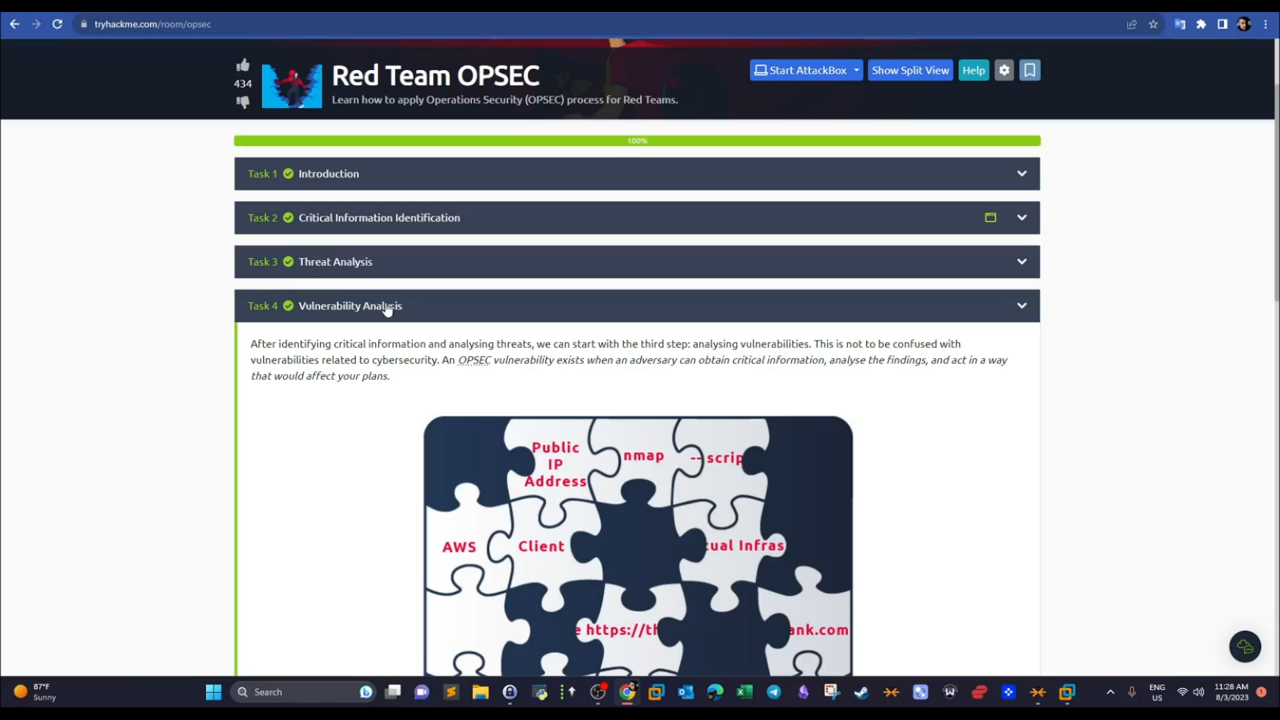 tryhackme.com/room/opsec
434
Red Team OPSEC
Learn how to apply Operations Security (OPSEC) process for Red Teams.
Start AttackBox
Show Split View
Help
100%
Task 1 Introduction
Task 2 Critical Information Identification
Task 3 Threat Analysis
Task 4 Vulnerability Analysis
After identifying critical information and analysing threats, we can start with the third step: analysing vulnerabilities. This is not to be confused with
vulnerabilities related to cybersecurity. An OPSEC vulnerability exists when an adversary can obtain critical information, analyse the findings, and act in a way
that would affect your plans.
Public
IP
Address
nmap
--scrip
AWS
Client
tual Infras
e https://th
ank.com
87°F
Sunny
Search
ENG
US
11:28 AM
8/3/2023